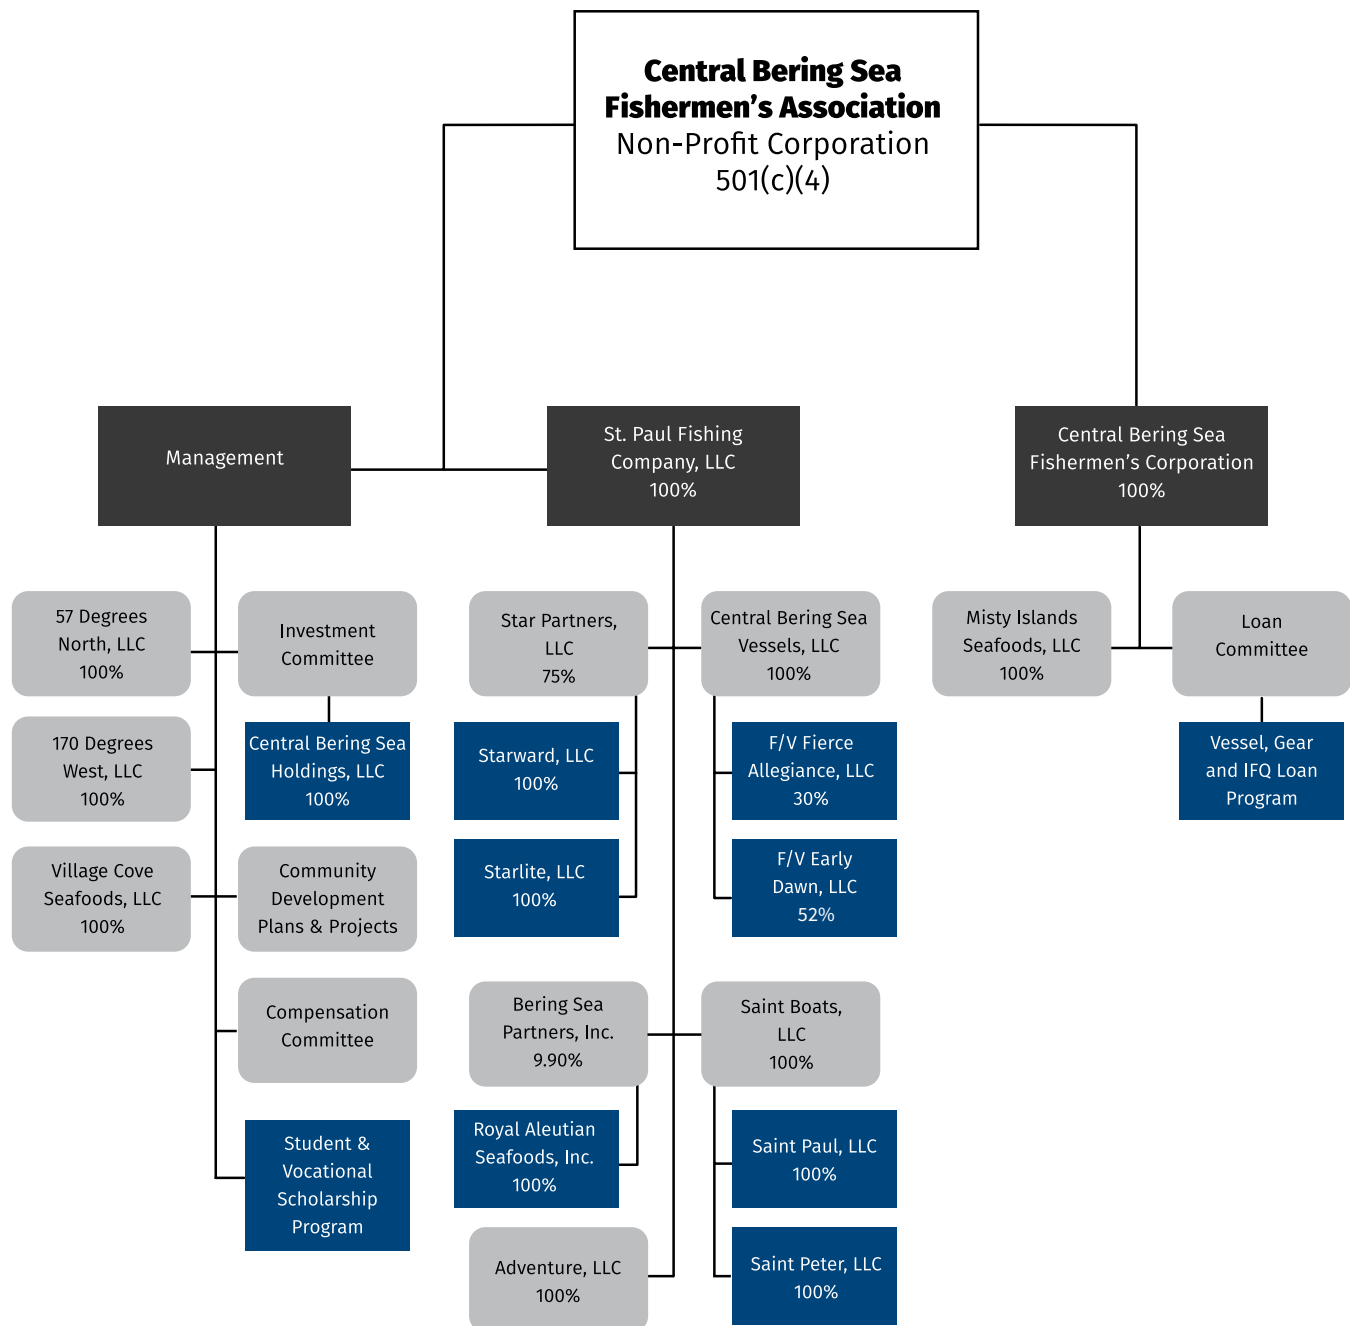 Central Bering Sea
Fishermen's Association
Non-Profit Corporation
501(c)(4)
Management
St. Paul Fishing
Company, LLC
100%
Central Bering Sea
Fishermen's Corporation
100%
57 Degrees
North, LLC
100%
Investment
Committee
Star Partners,
LLC
75%
Central Bering Sea
Vessels, LLC
100%
Misty Islands
Seafoods, LLC
100%
Loan
Committee
170 Degrees
West, LLC
100%
Central Bering Sea
Holdings, LLC
100%
Starward, LLC
100%
F/V Fierce
Allegiance, LLC
30%
Vessel, Gear
and IFQ Loan
Program
Village Cove
Seafoods, LLC
100%
Community
Development
Plans & Projects
Starlite, LLC
100%
F/V Early
Dawn, LLC
52%
Compensation
Committee
Bering Sea
Partners, Inc.
9.90%
Saint Boats,
LLC
100%
Student &
Vocational
Scholarship
Program
Royal Aleutian
Seafoods, Inc.
100%
Saint Paul, LLC
100%
Adventure, LLC
100%
Saint Peter, LLC
100%